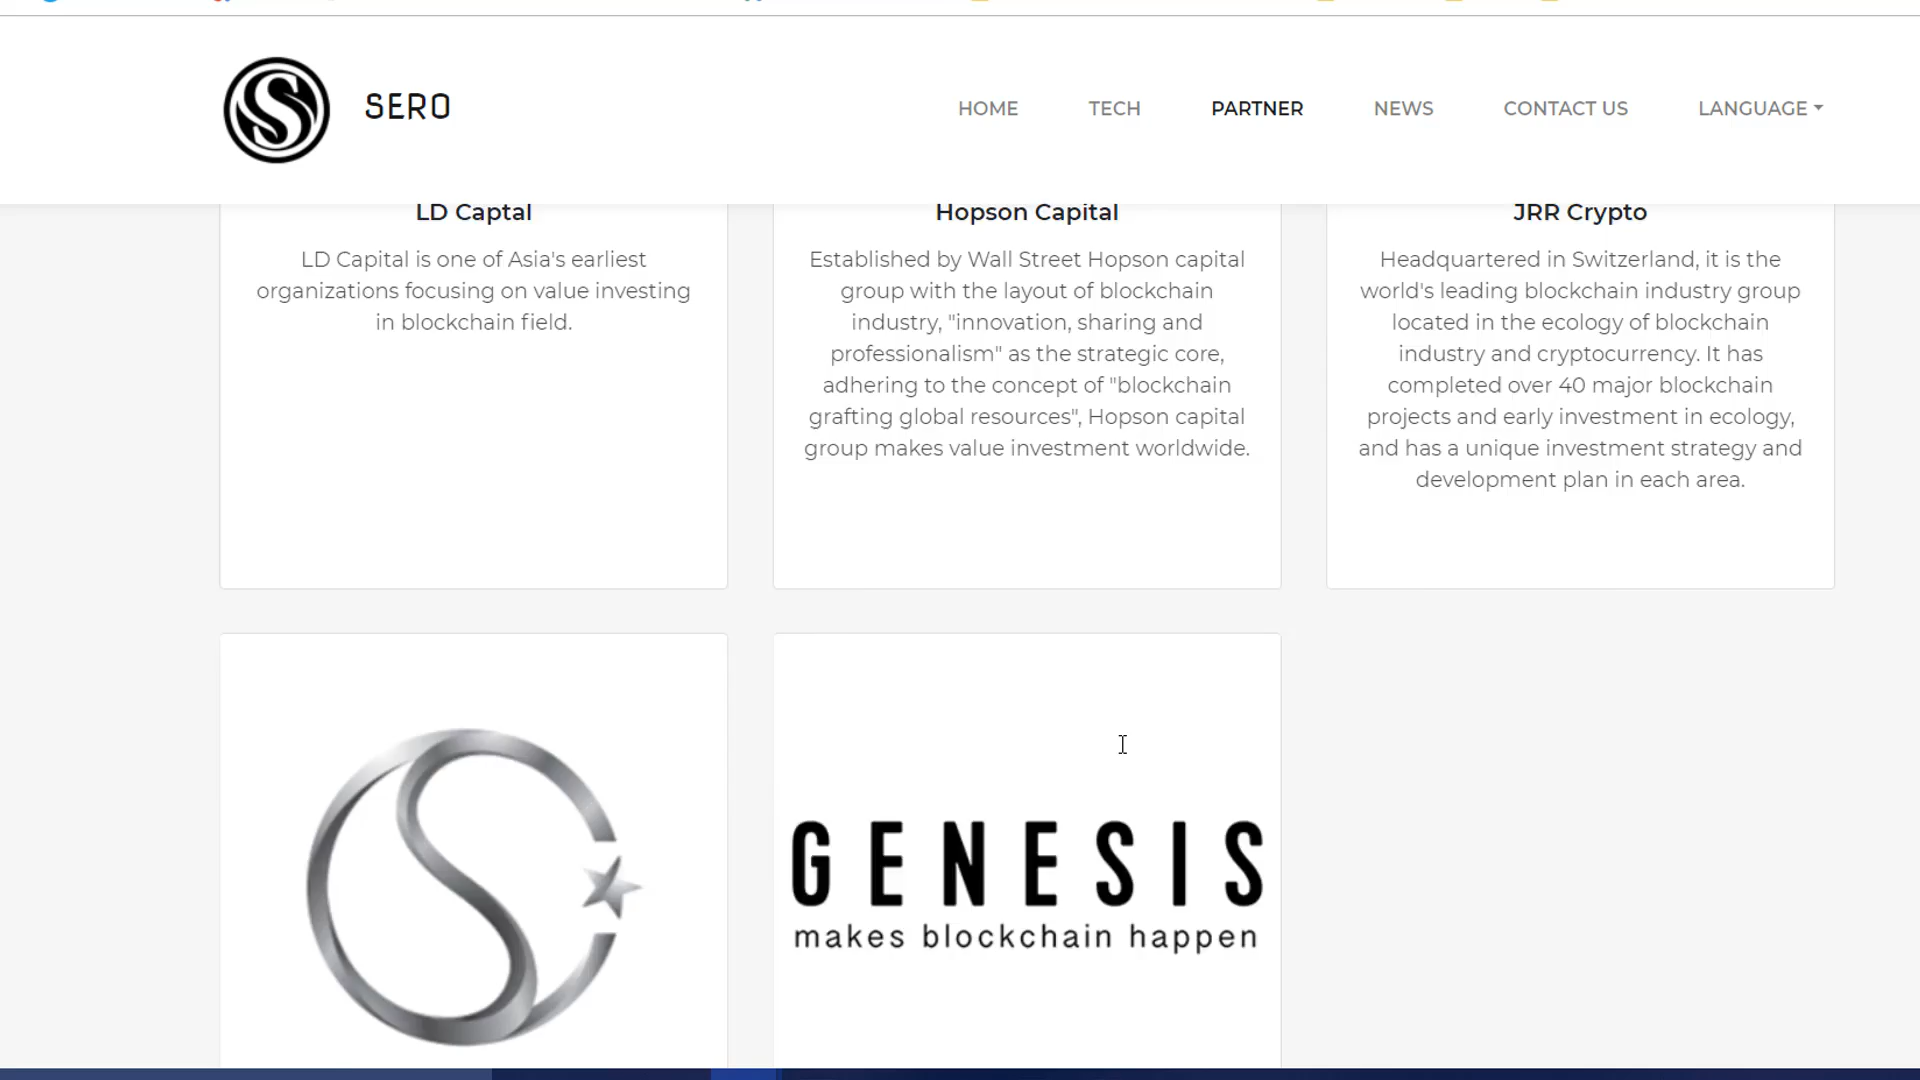 SERO
HOME TECH PARTNER NEWS CONTACT US LANGUAGE
LD Captal
LD Capital is one of Asia's earliest
organizations focusing on value investing
in blockchain field.
Hopson Capital
Established by Wall Street Hopson capital
group with the layout of blockchain
industry, "innovation, sharing and
professionalism" as the strategic core,
adhering to the concept of "blockchain
grafting global resources", Hopson capital
group makes value investment worldwide.
JRR Crypto
Headquartered in Switzerland, it is the
world's leading blockchain industry group
located in the ecology of blockchain
industry and cryptocurrency. It has
completed over 40 major blockchain
projects and early investment in ecology,
and has a unique investment strategy and
development plan in each area.
GENESIS
makes blockchain happen